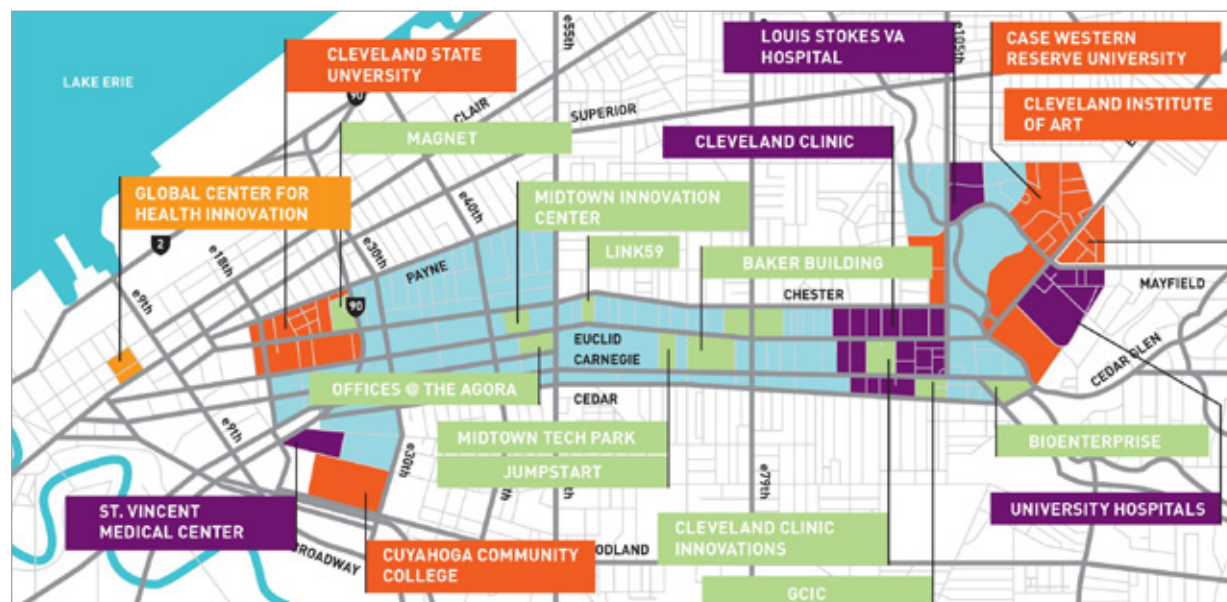 LAKE ERIE
CLEVELAND STATE
UNVERSITY
90
CLAIR
SUPERIOR
e55th
LOUIS STOKES VA
HOSPITAL
e105th
CASE WESTERN
RESERVE UNIVERSITY
CLEVELAND INSTITUTE
OF ART
MAGNET
CLEVELAND CLINIC
GLOBAL CENTER FOR
HEALTH INNOVATION
MIDTOWN INNOVATION
CENTER
e40th
2
e18th
e30th
PAYNE
LINK59
BAKER BUILDING
CHESTER
MAYFIELD
e9th
90
EUCLID
CARNEGIE
CEDAR GLEN
OFFICES @ THE AGORA
CEDAR
e9th
e30th
MIDTOWN TECH PARK
JUMPSTART
e79th
BIOENTERPRISE
ST. VINCENT
MEDICAL CENTER
UNIVERSITY HOSPITALS
BROADWAY
CUYAHOGA COMMUNITY
COLLEGE
CLEVELAND CLINIC
INNOVATIONS
GCIC